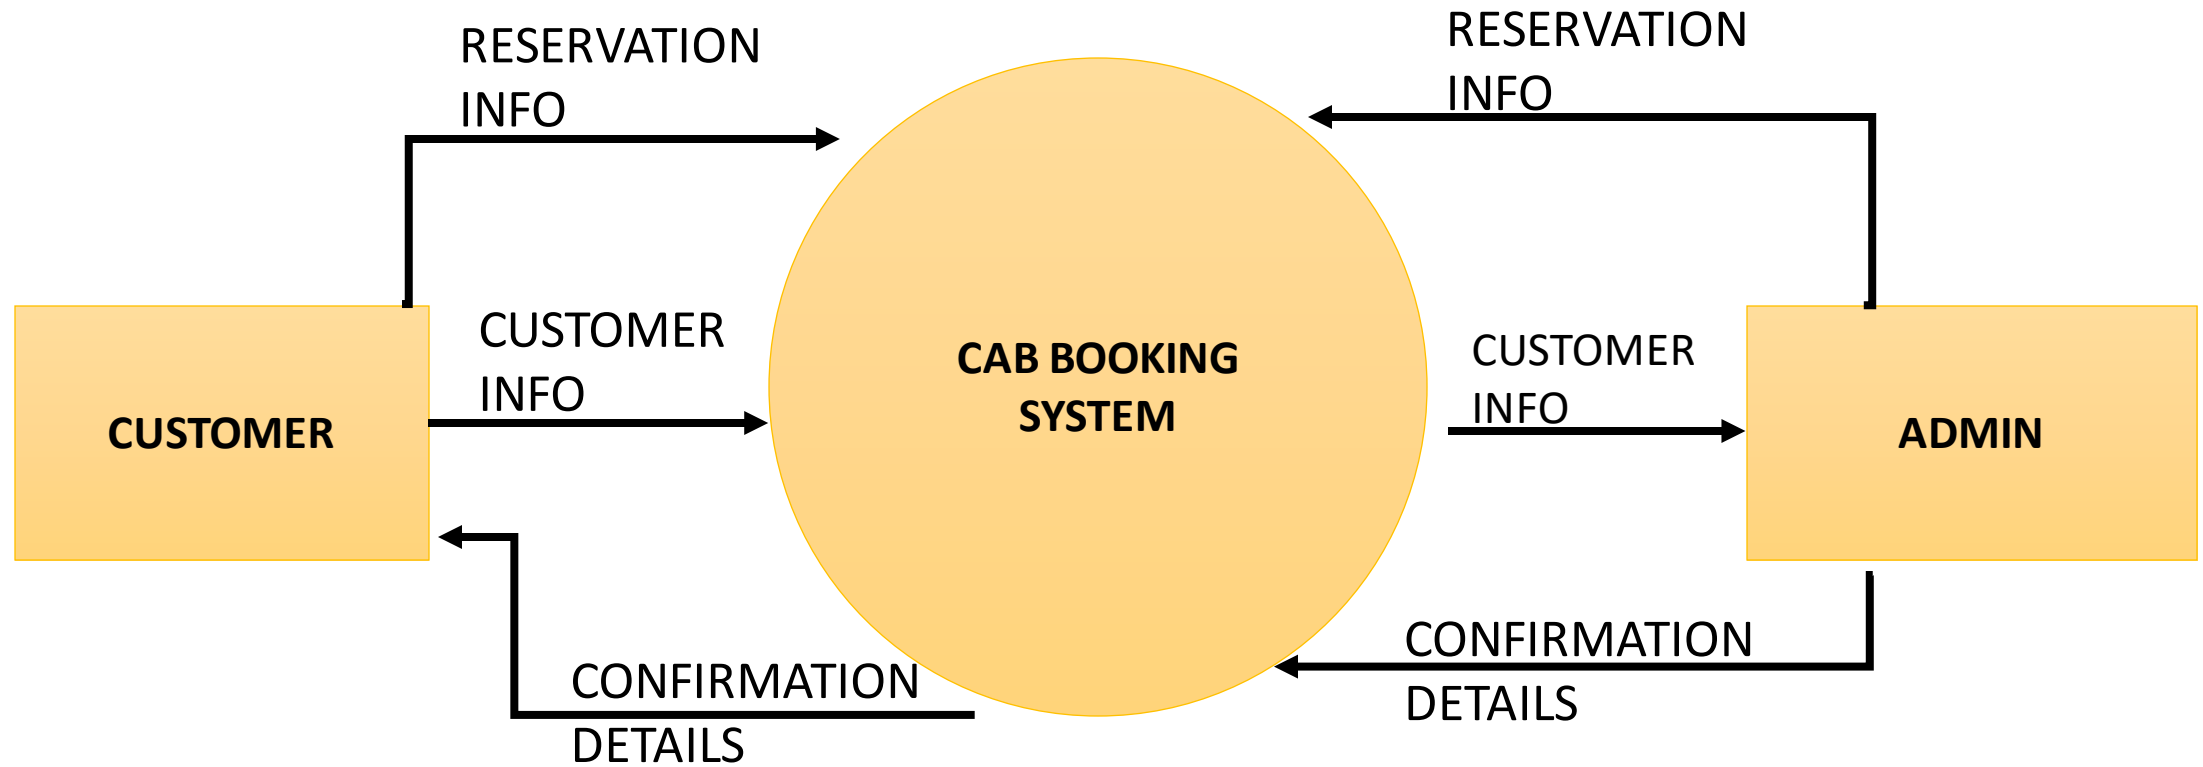 RESERVATION
INFO
RESERVATION
INFO
CUSTOMER
INFO
CUSTOMER
CAB BOOKING
SYSTEM
CUSTOMER
INFO
ADMIN
CONFIRMATION
DETAILS
CONFIRMATION
DETAILS